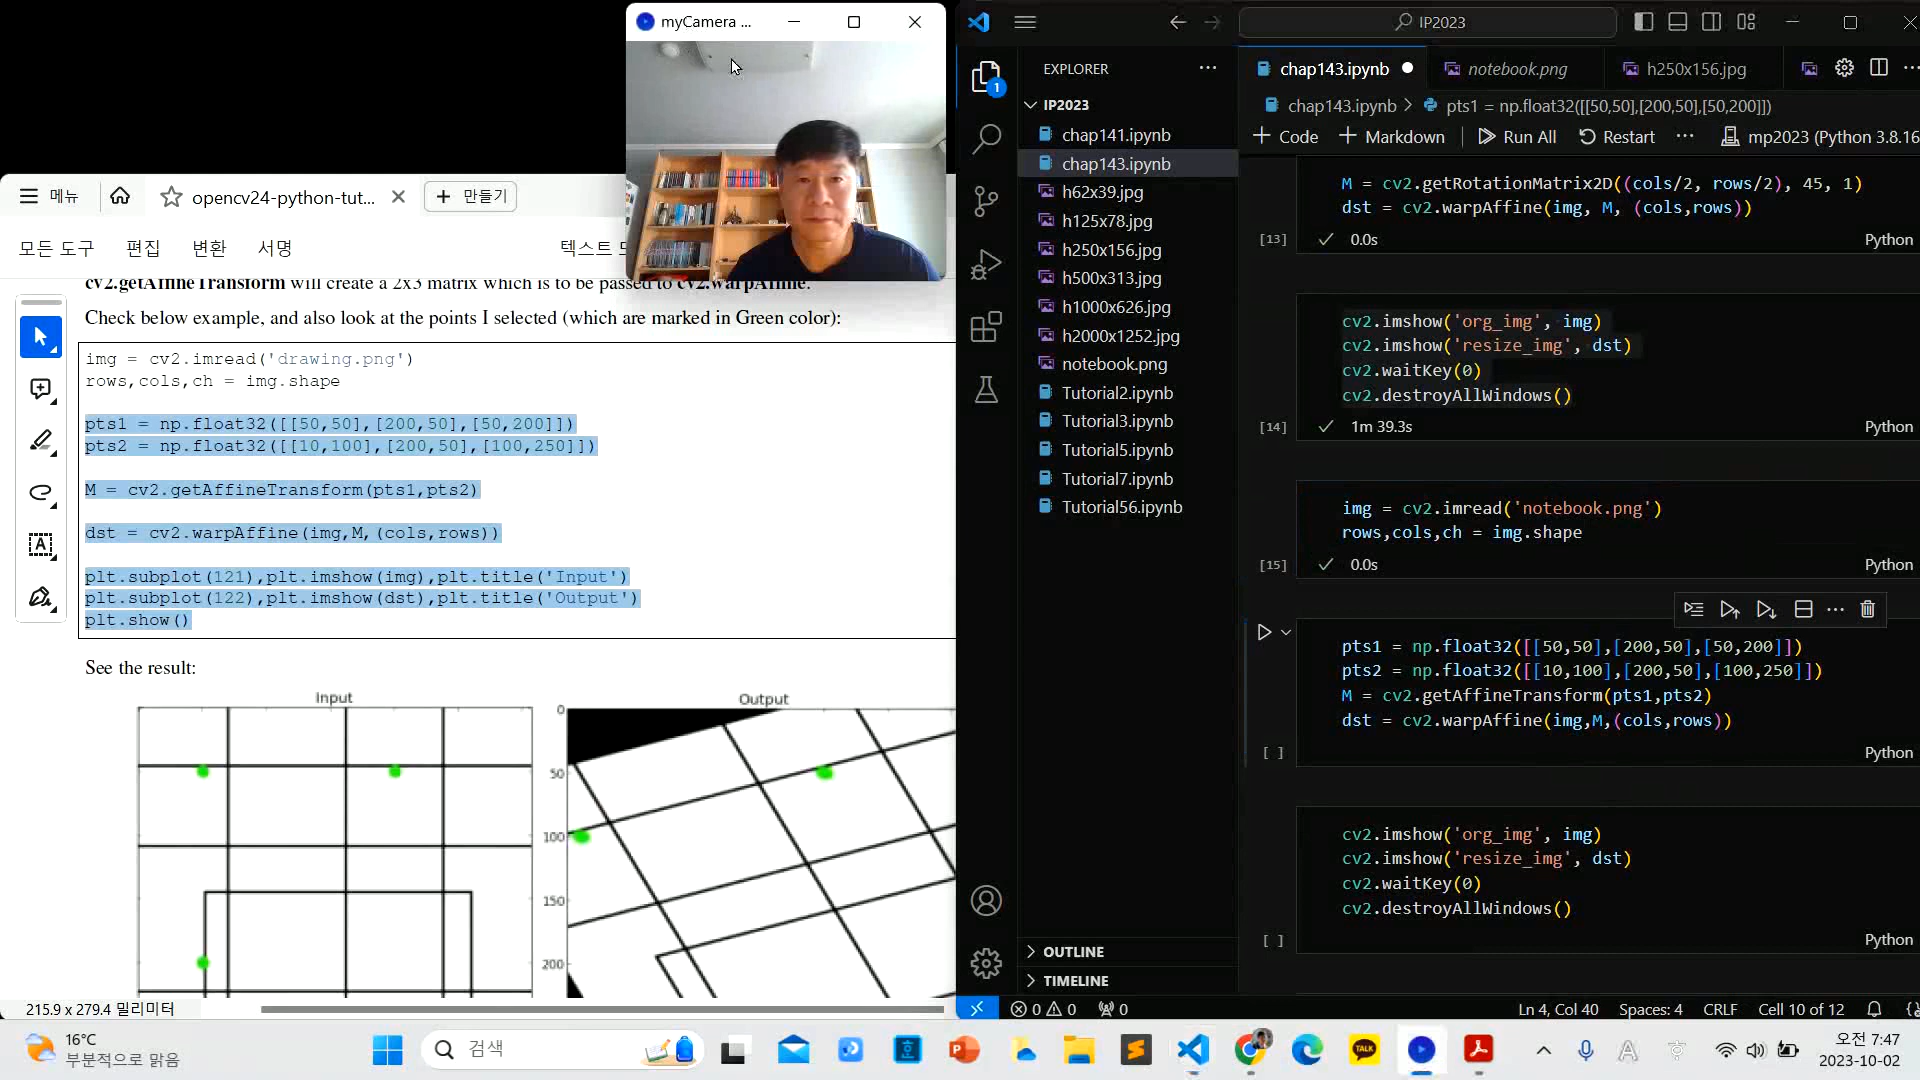 myCamera ...
메뉴
opencv24-python-tut...
만들기
모든 도구
편집
변환
서명
cv2.getAffineTransform will create a 2x3 matrix which is to be passed to cv2.warpAffine.
Check below example, and also look at the points I selected (which are marked in Green color):
img = cv2.imread('drawing.png')
rows,cols,ch = img.shape
pts1 = np.float32([[50,50],[200,50],[50,200]])
pts2 = np.float32([[10,100],[200,50],[100,250]])
M = cv2.getAffineTransform(pts1,pts2)
dst = cv2.warpAffine(img,M,(cols,rows))
plt.subplot(121),plt.imshow(img),plt.title('Input')
plt.subplot(122),plt.imshow(dst),plt.title('Output')
plt.show()
See the result:
Input
Output
0
50
100
150
200
215.9 x 279.4 밀리미터
IP2023
EXPLORER
IP2023
chap141.ipynb
chap143.ipynb
h62x39.jpg
h125x78.jpg
h250x156.jpg
h500x313.jpg
h1000x626.jpg
h2000x1252.jpg
notebook.png
Tutorial2.ipynb
Tutorial3.ipynb
Tutorial5.ipynb
Tutorial7.ipynb
Tutorial56.ipynb
OUTLINE
TIMELINE
1
chap143.ipynb
notebook.png
h250x156.jpg
chap143.ipynb > pts1 = np.float32([[50,50],[200,50],[50,200]])
+ Code
+ Markdown
Run All
Restart
mp2023 (Python 3.8.16
M = cv2.getRotationMatrix2D((cols/2, rows/2), 45, 1)
dst = cv2.warpAffine(img, M, (cols,rows))
[13]
0.0s
Python
cv2.imshow('org_img', img)
cv2.imshow('resize_img', dst)
cv2.waitKey(0)
cv2.destroyAllWindows()
[14]
1m 39.3s
Python
img = cv2.imread('notebook.png')
rows,cols,ch = img.shape
[15]
0.0s
Python
pts1 = np.float32([[50,50],[200,50],[50,200]])
pts2 = np.float32([[10,100],[200,50],[100,250]])
M = cv2.getAffineTransform(pts1,pts2)
dst = cv2.warpAffine(img,M,(cols,rows))
[ ]
Python
cv2.imshow('org_img', img)
cv2.imshow('resize_img', dst)
cv2.waitKey(0)
cv2.destroyAllWindows()
[ ]
Python
0
0
0
Ln 4, Col 40
Spaces: 4
CRLF
Cell 10 of 12
16°C
부분적으로 맑음
검색
TALK
오전 7:47
2023-10-02